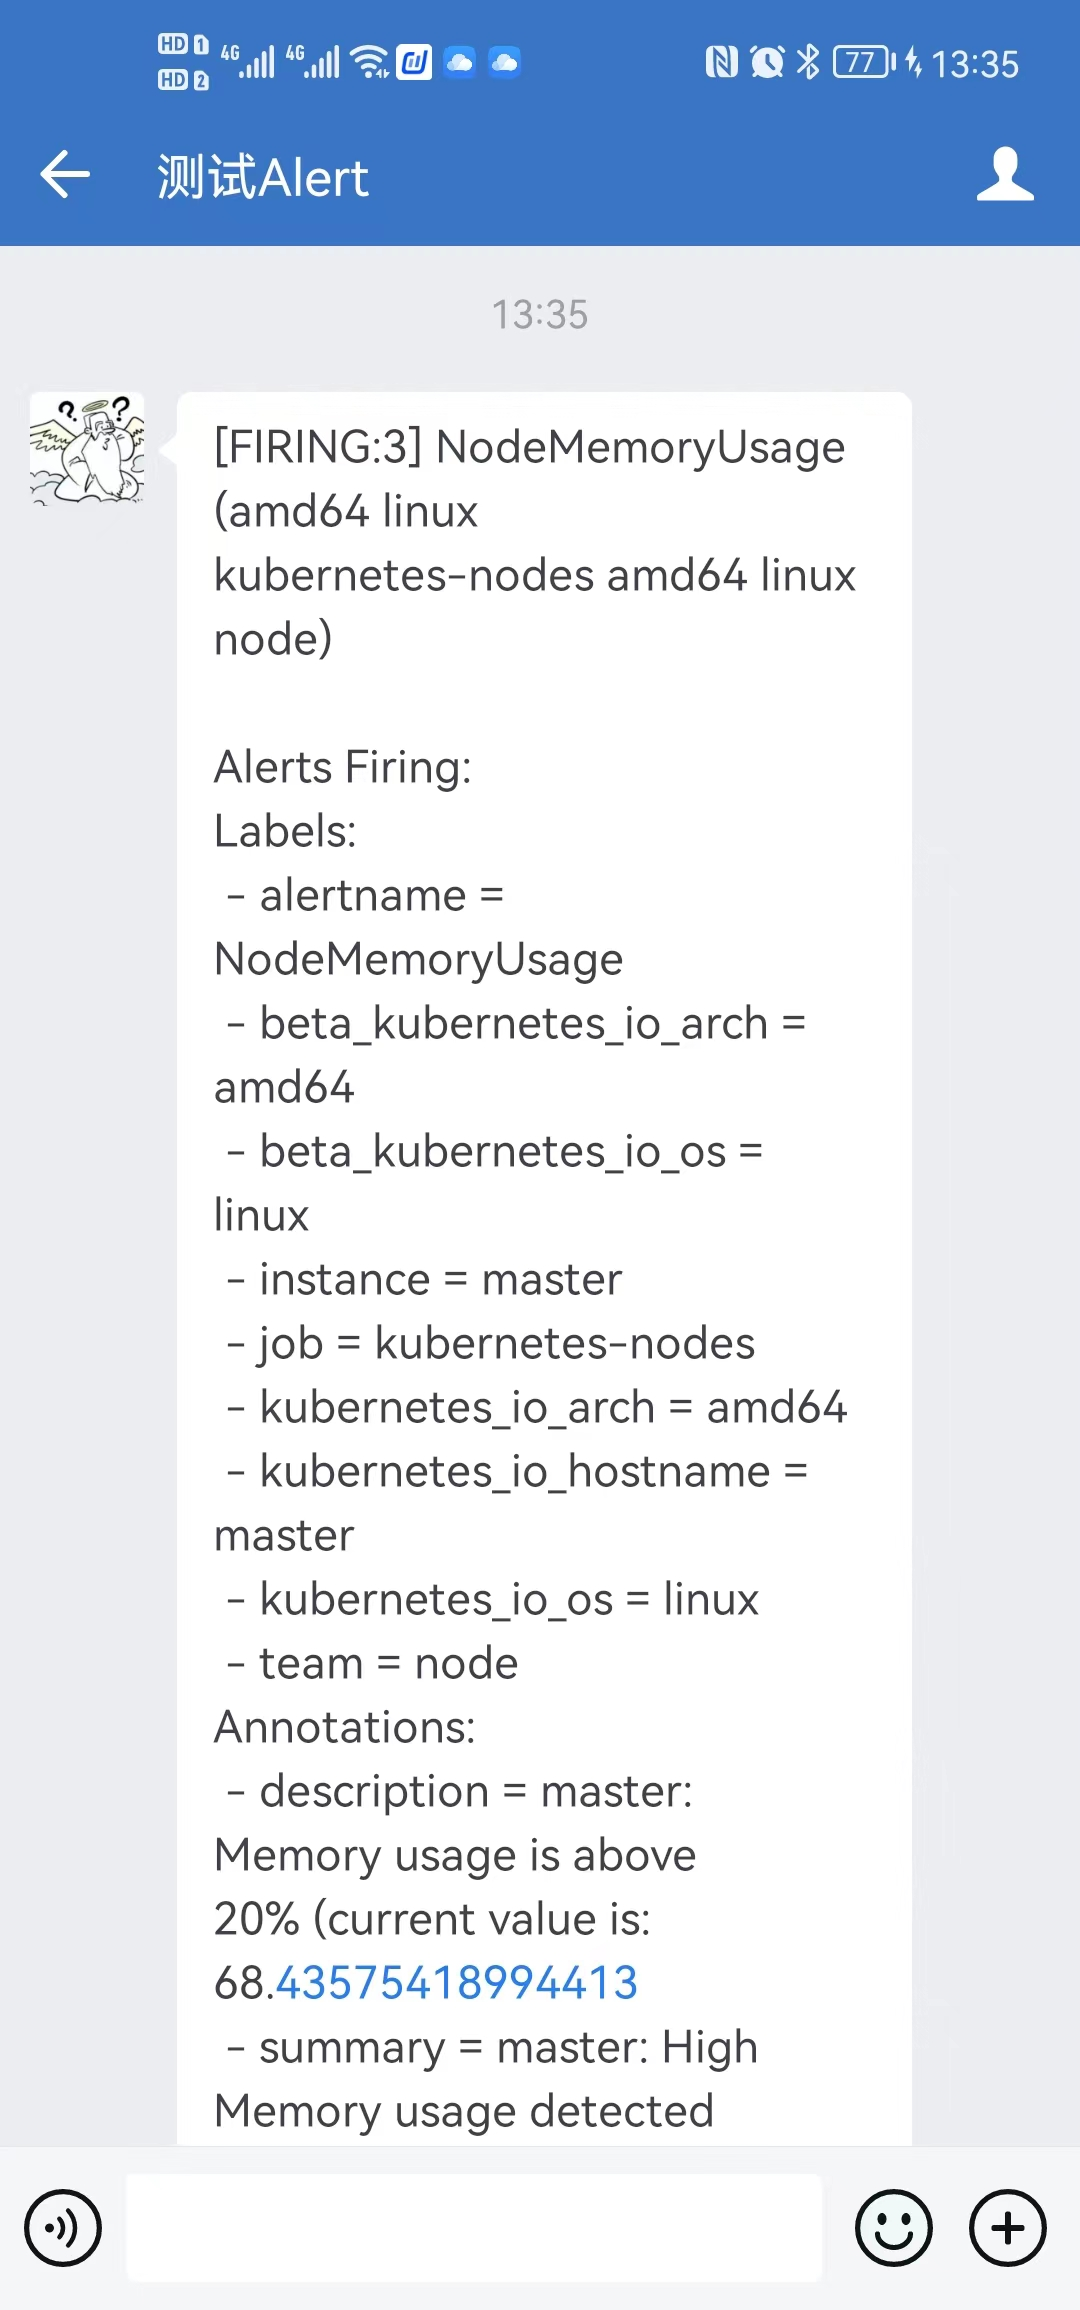 HD 1 4G 4G 77 13:35
HD 2
测试Alert
13:35
[FIRING:3] NodeMemoryUsage
(amd64 linux
kubernetes-nodes amd64 linux
node)
Alerts Firing:
Labels:
- alertname =
NodeMemoryUsage
- beta_kubernetes_io_arch =
amd64
- beta_kubernetes_io_os =
linux
- instance = master
- job = kubernetes-nodes
- kubernetes_io_arch = amd64
- kubernetes_io_hostname =
master
- kubernetes_io_os = linux
- team = node
Annotations:
- description = master:
Memory usage is above
20% (current value is:
68.43575418994413
- summary = master: High
Memory usage detected